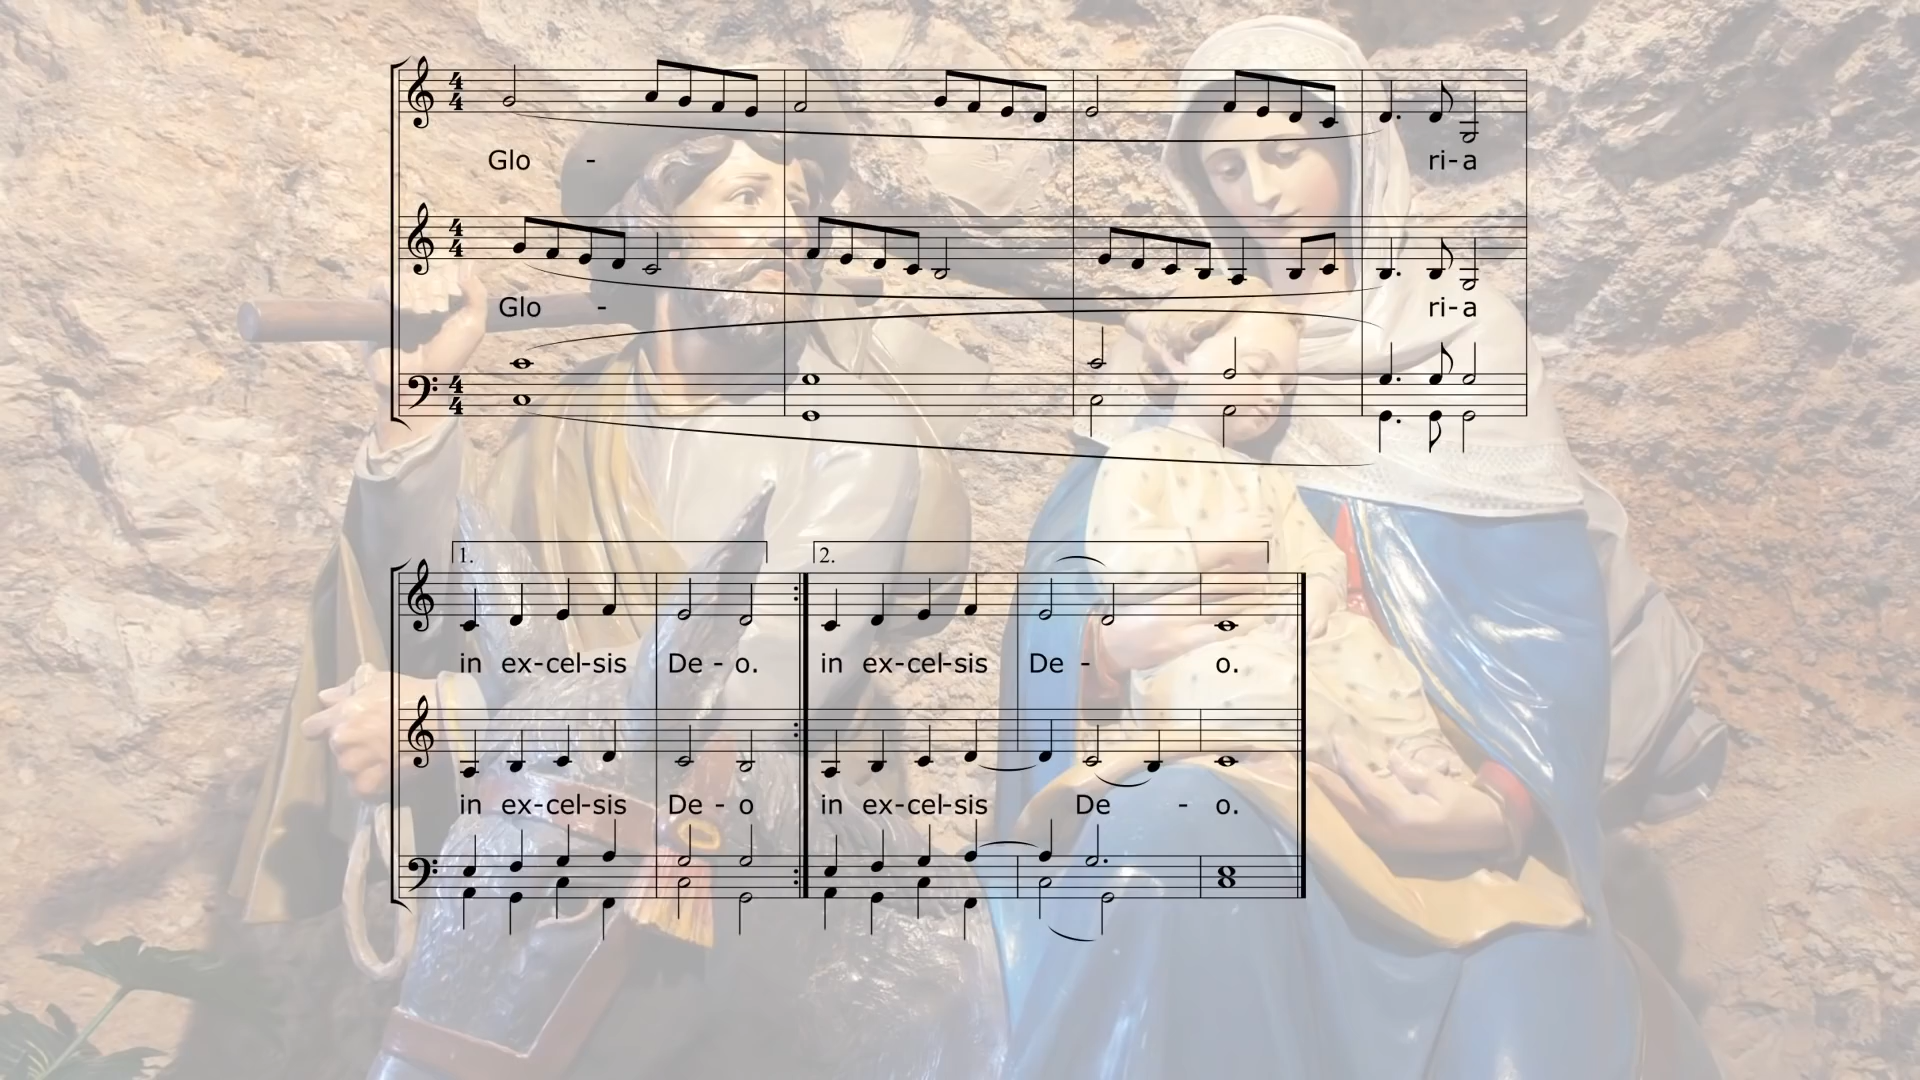 Glo -                ri-a
Glo -                ri-a
1. 2.
in ex-cel-sis De - o. in ex-cel-sis De - o.
in ex-cel-sis De - o in ex-cel-sis De - o.